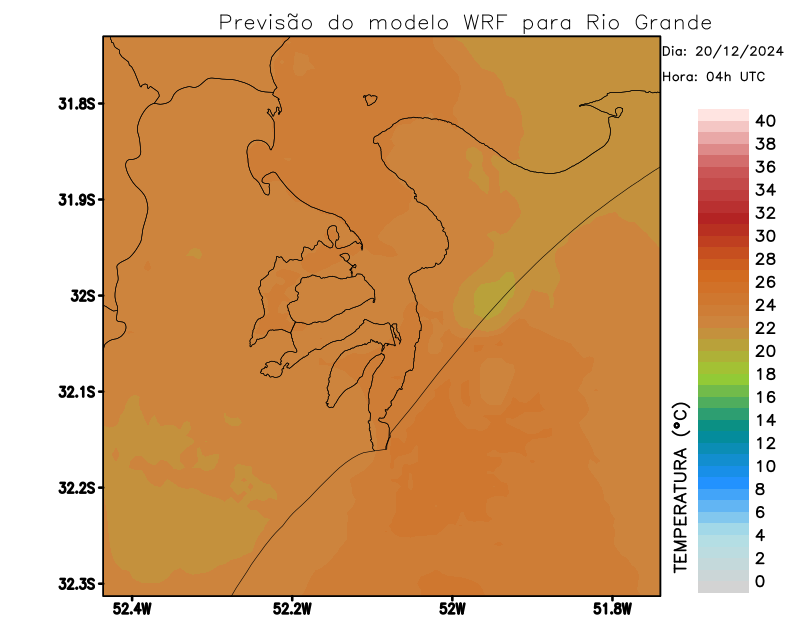 Previsão do modelo WRF para Rio Grande
Dia: 20/12/2024
Hora: 04h UTC
31.8S
31.9S
32S
32.1S
32.2S
32.3S
52.4W
52.2W
52W
51.8W
TEMPERATURA (°C)
40
38
36
34
32
30
28
26
24
22
20
18
16
14
12
10
8
6
4
2
0